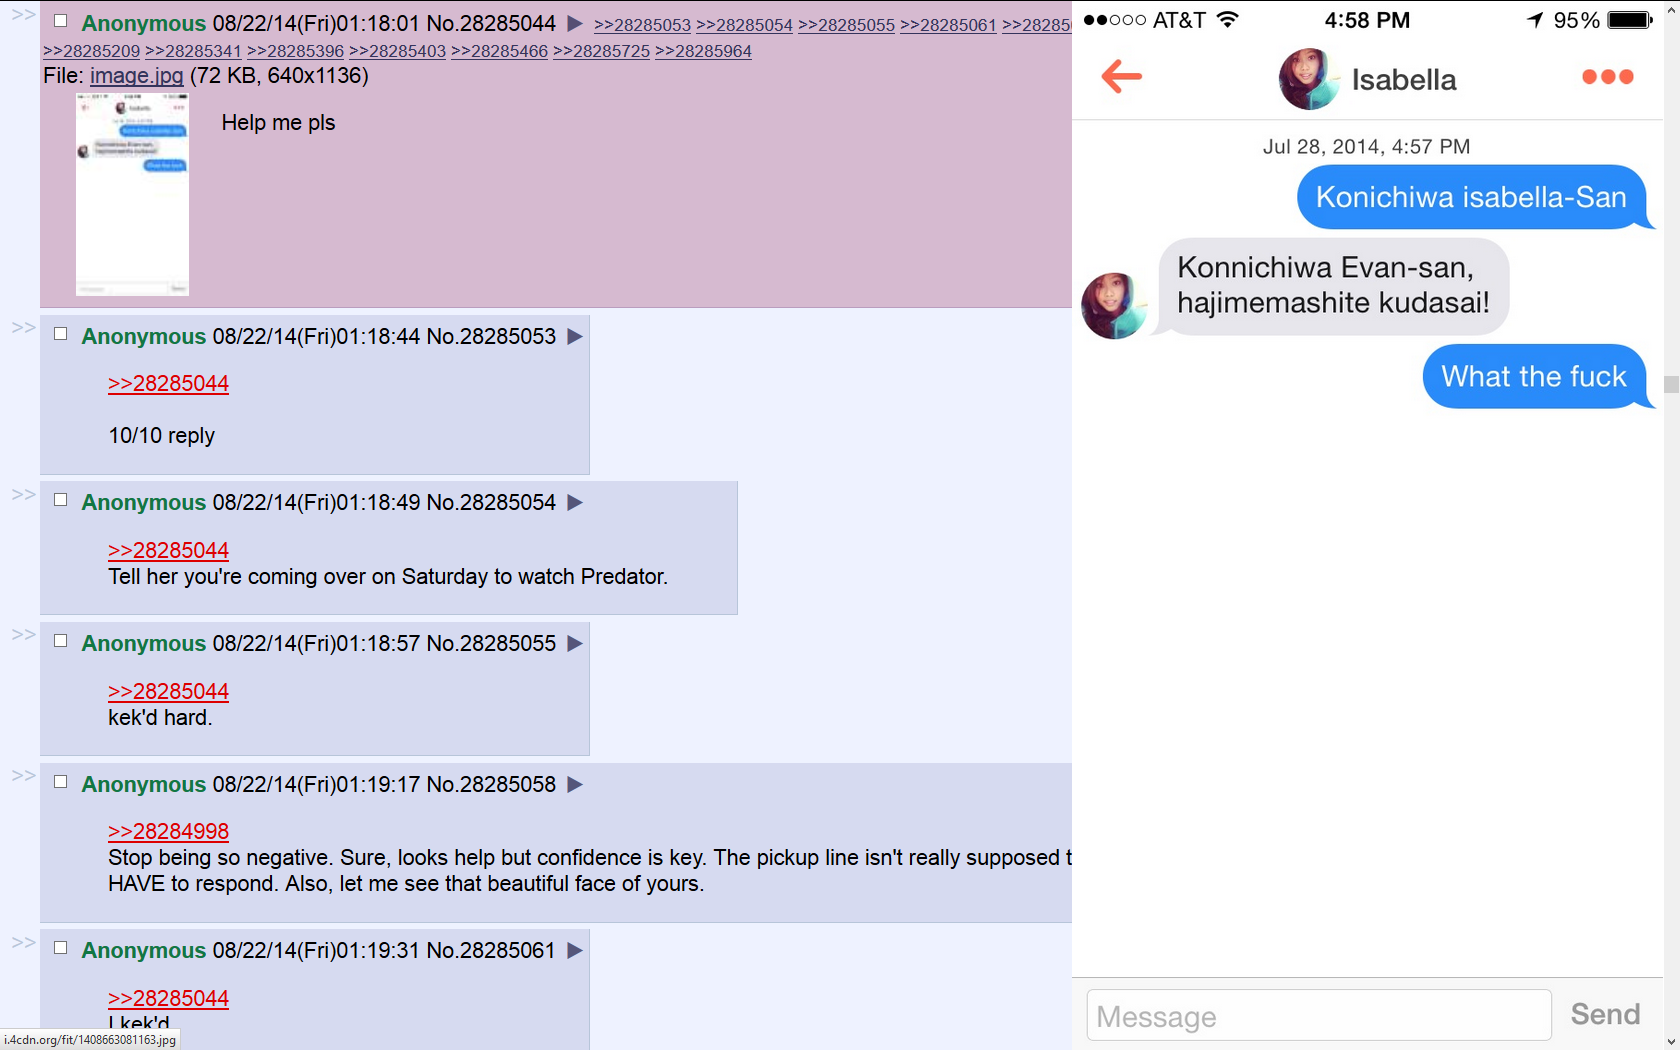 >> Anonymous 08/22/14(Fri)01:18:01 No.28285044 ▶ >>28285053 >>28285054 >>28285055 >>28285061 >>28285
>>28285209 >>28285341 >>28285396 >>28285403 >>28285466 >>28285725 >>28285964
File: image.jpg (72 KB, 640x1136)
Help me pls
>> Anonymous 08/22/14(Fri)01:18:44 No.28285053 ▶
>>28285044
10/10 reply
>> Anonymous 08/22/14(Fri)01:18:49 No.28285054 ▶
>>28285044
Tell her you're coming over on Saturday to watch Predator.
>> Anonymous 08/22/14(Fri)01:18:57 No.28285055 ▶
>>28285044
kek'd hard.
>> Anonymous 08/22/14(Fri)01:19:17 No.28285058 ▶
>>28284998
Stop being so negative. Sure, looks help but confidence is key. The pickup line isn't really supposed t
HAVE to respond. Also, let me see that beautiful face of yours.
>> Anonymous 08/22/14(Fri)01:19:31 No.28285061 ▶
>>28285044
I kek'd
i.4cdn.org/fit/1408663081163.jpg
AT&T 4:58 PM 95%
Isabella
Jul 28, 2014, 4:57 PM
Konichiwa isabella-San
Konnichiwa Evan-san,
hajimemashite kudasai!
What the fuck
Message Send